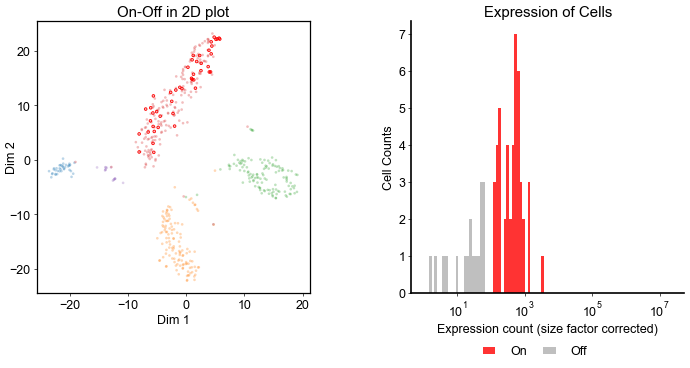 On-Off in 2D plot
Dim 2
20
10
0
−10
−20
−20 −10 0 10 20
Dim 1
Expression of Cells
Cell Counts
7
6
5
4
3
2
1
0
10^1 10^3 10^5 10^7
Expression count (size factor corrected)
On Off